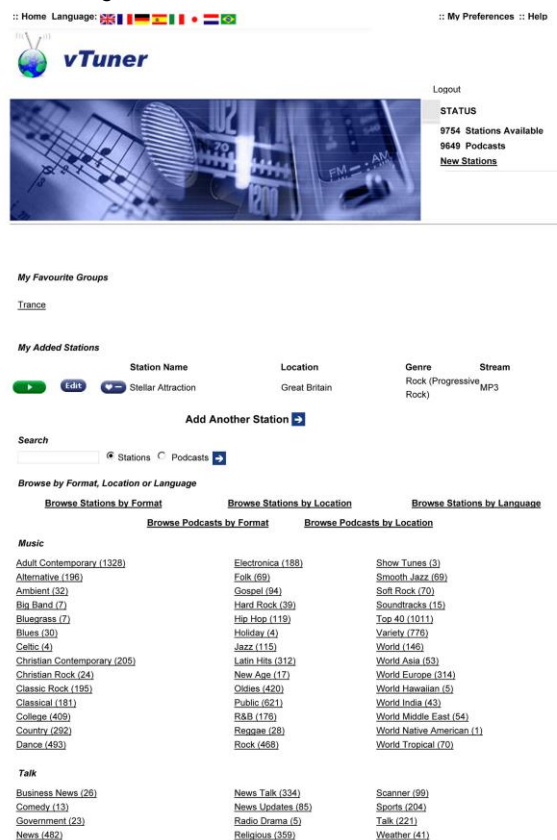 :: Home Language:
:: My Preferences :: Help
vTuner
Logout
STATUS
9754 Stations Available
9649 Podcasts
New Stations
My Favourite Groups
Trance
My Added Stations
Station Name Location Genre Stream
Edit Stellar Attraction Great Britain Rock (Progressive Rock) MP3
Add Another Station
Search
Stations Podcasts
Browse by Format, Location or Language
Browse Stations by Format Browse Stations by Location Browse Stations by Language
Browse Podcasts by Format Browse Podcasts by Location
Music
Adult Contemporary (1328) Electronica (188) Show Tunes (3)
Alternative (196) Folk (69) Smooth Jazz (69)
Ambient (32) Gospel (94) Soft Rock (70)
Big Band (7) Hard Rock (39) Soundtracks (15)
Bluegrass (7) Hip Hop (119) Top 40 (1011)
Blues (30) Holiday (4) Variety (776)
Celtic (4) Jazz (115) World (146)
Christian Contemporary (205) Latin Hits (312) World Asia (53)
Christian Rock (24) New Age (17) World Europe (314)
Classic Rock (195) Oldies (420) World Hawaiian (5)
Classical (181) Public (621) World India (43)
College (409) R&B (176) World Middle East (54)
Country (292) Reggae (28) World Native American (1)
Dance (493) Rock (468) World Tropical (70)
Talk
Business News (26) News Talk (334) Scanner (99)
Comedy (13) News Updates (85) Sports (204)
Government (23) Radio Drama (5) Talk (221)
News (482) Religious (359) Weather (41)